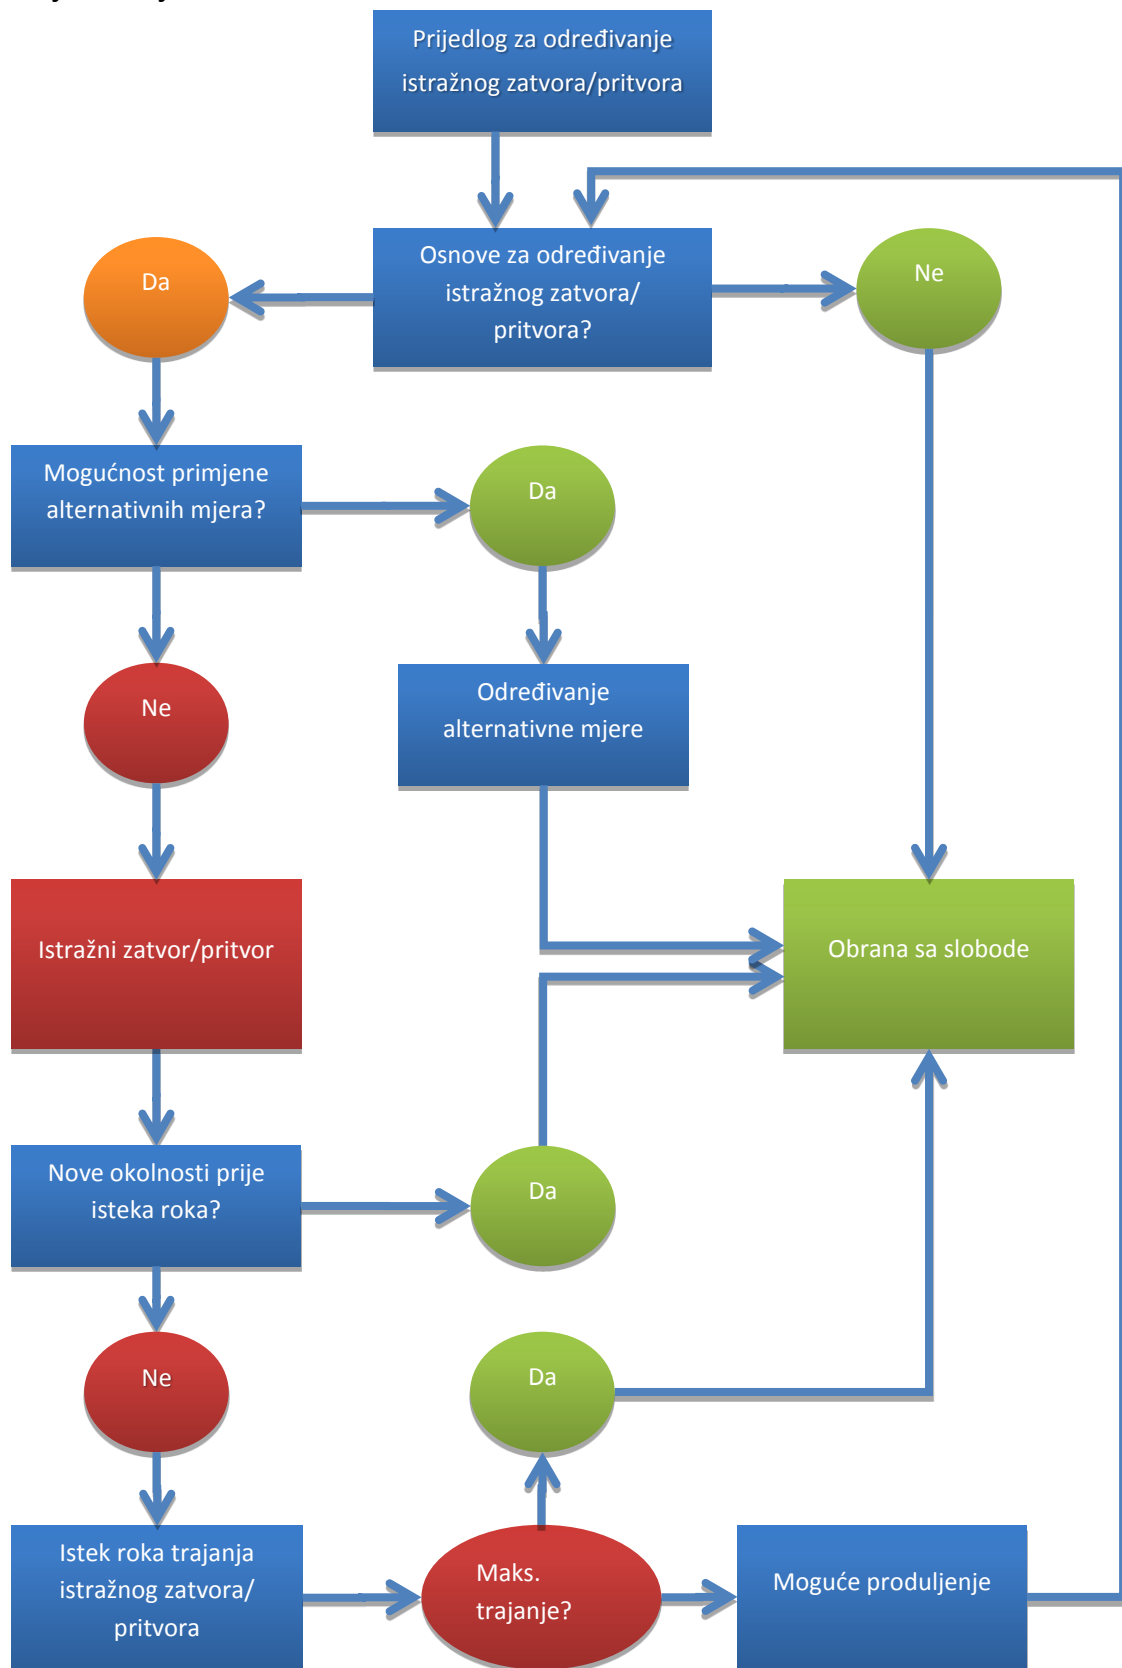 Prijedlog za određivanje
istražnog zatvora/pritvora
Da
Osnove za određivanje
istražnog zatvora/
pritvora?
Ne
Mogućnost primjene
alternativnih mjera?
Da
Ne
Određivanje
alternativne mjere
Istražni zatvor/pritvor
Obrana sa slobode
Nove okolnosti prije
isteka roka?
Da
Ne
Da
Istek roka trajanja
istražnog zatvora/
pritvora
Maks.
trajanje?
Moguće produljenje